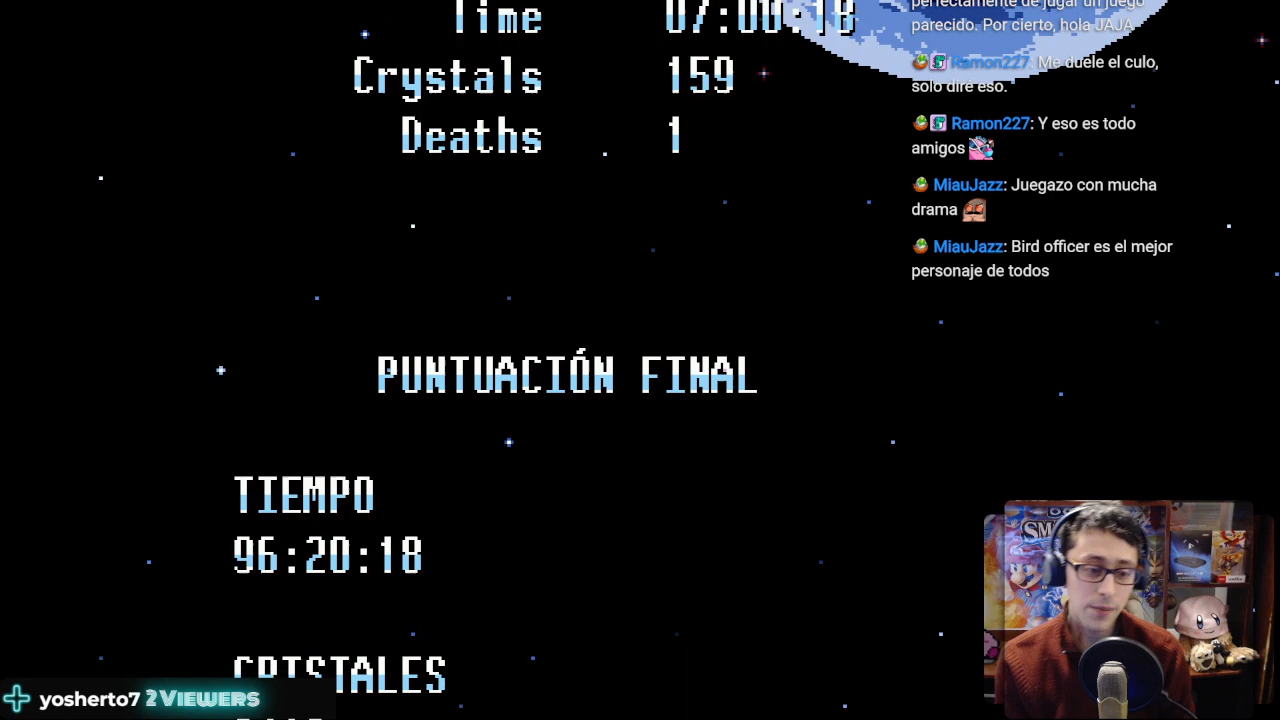 Time 07:00:18
Crystals 159
Deaths 1
PUNTUACIÓN FINAL
TIEMPO
96:20:18
CRISTALES
perfectamente de jugar un juego
parecido. Por cierto, hola JAJA
Ramon227: Me duele el culo,
solo diré eso.
Ramon227: Y eso es todo
amigos
MiauJazz: Juegazo con mucha
drama
MiauJazz: Bird officer es el mejor
personaje de todos
yosherto7 2 VIEWERS